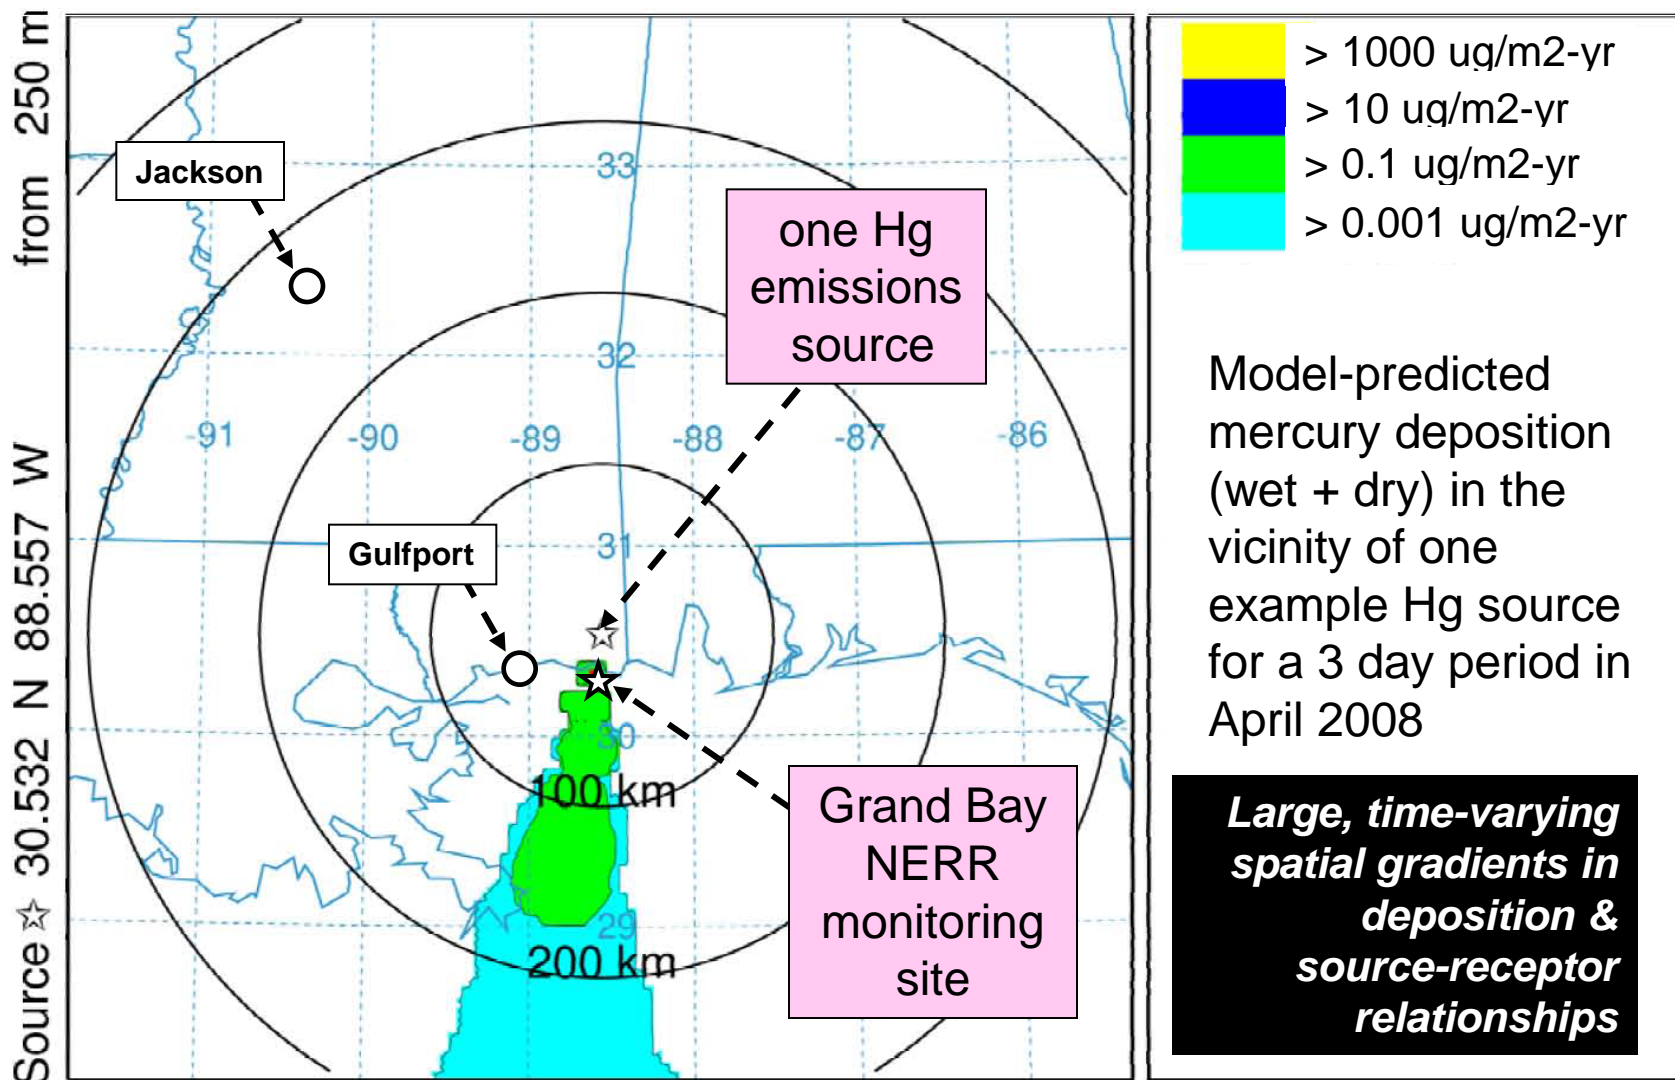 Source ☆ 30.532 N 88.557 W from 250 m
Jackson
33
one Hg
emissions
source
32
-91
-90
-89
-88
-87
-86
Gulfport
31
30
100 km
Grand Bay
NERR
monitoring
site
29
200 km
> 1000 ug/m2-yr
> 10 ug/m2-yr
> 0.1 ug/m2-yr
> 0.001 ug/m2-yr
Model-predicted
mercury deposition
(wet + dry) in the
vicinity of one
example Hg source
for a 3 day period in
April 2008
Large, time-varying
spatial gradients in
deposition &
source-receptor
relationships